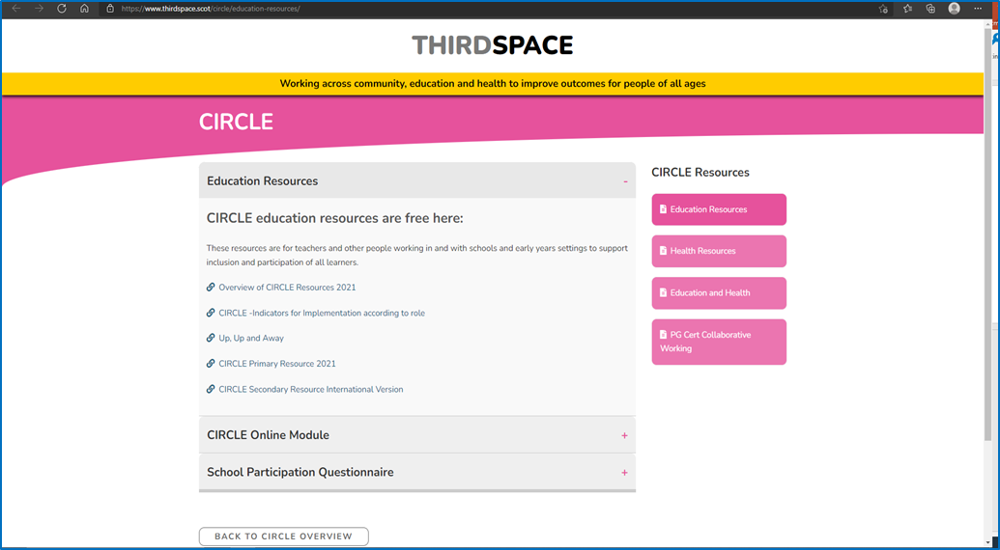 https://www.thirdspace.scot/circle/education-resources/
THIRDSPACE
Working across community, education and health to improve outcomes for people of all ages
CIRCLE
Education Resources
-
CIRCLE education resources are free here:
These resources are for teachers and other people working in and with schools and early years settings to support
inclusion and participation of all learners.
Overview of CIRCLE Resources 2021
CIRCLE -Indicators for Implementation according to role
Up, Up and Away
CIRCLE Primary Resource 2021
CIRCLE Secondary Resource International Version
CIRCLE Online Module
+
School Participation Questionnaire
+
BACK TO CIRCLE OVERVIEW
CIRCLE Resources
Education Resources
Health Resources
Education and Health
PG Cert Collaborative
Working